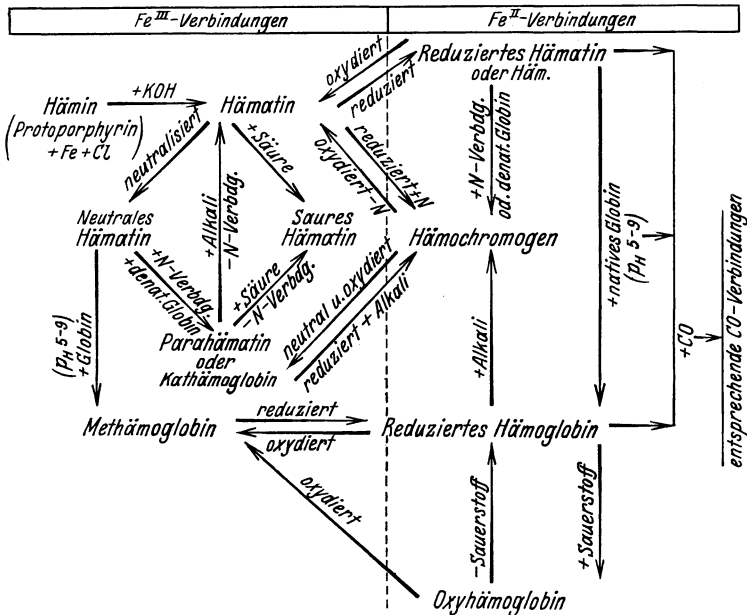 Fe III-Verbindungen
Fe II-Verbindungen
Hämin
(Protoporphyrin)
+ Fe + Cl
+KOH
Hämatin
oxydiert
reduziert
Reduziertes Hämatin
oder Häm.
neutralisiert
+Säure
reduziert+N
oxydiert-N
+N-Verbdg.
od. denat. Globin
+Alkali
-N-Verbdg.
Neutrales
Hämatin
Saures
Hämatin
Hämochromogen
+natives Globin
(pH 5-9)
+N-Verbdg.
+denat. Globin
+Säure
-N-Verbdg.
neutral u. oxydiert
reduziert + Alkali
Parahämatin
oder
Kathämoglobin
(pH 5-9)
+Globin
+Alkali
+CO
entsprechende CO-Verbindungen
Methämoglobin
reduziert
oxydiert
Reduziertes Hämoglobin
oxydiert
-Sauerstoff
+Sauerstoff
Oxyhämoglobin